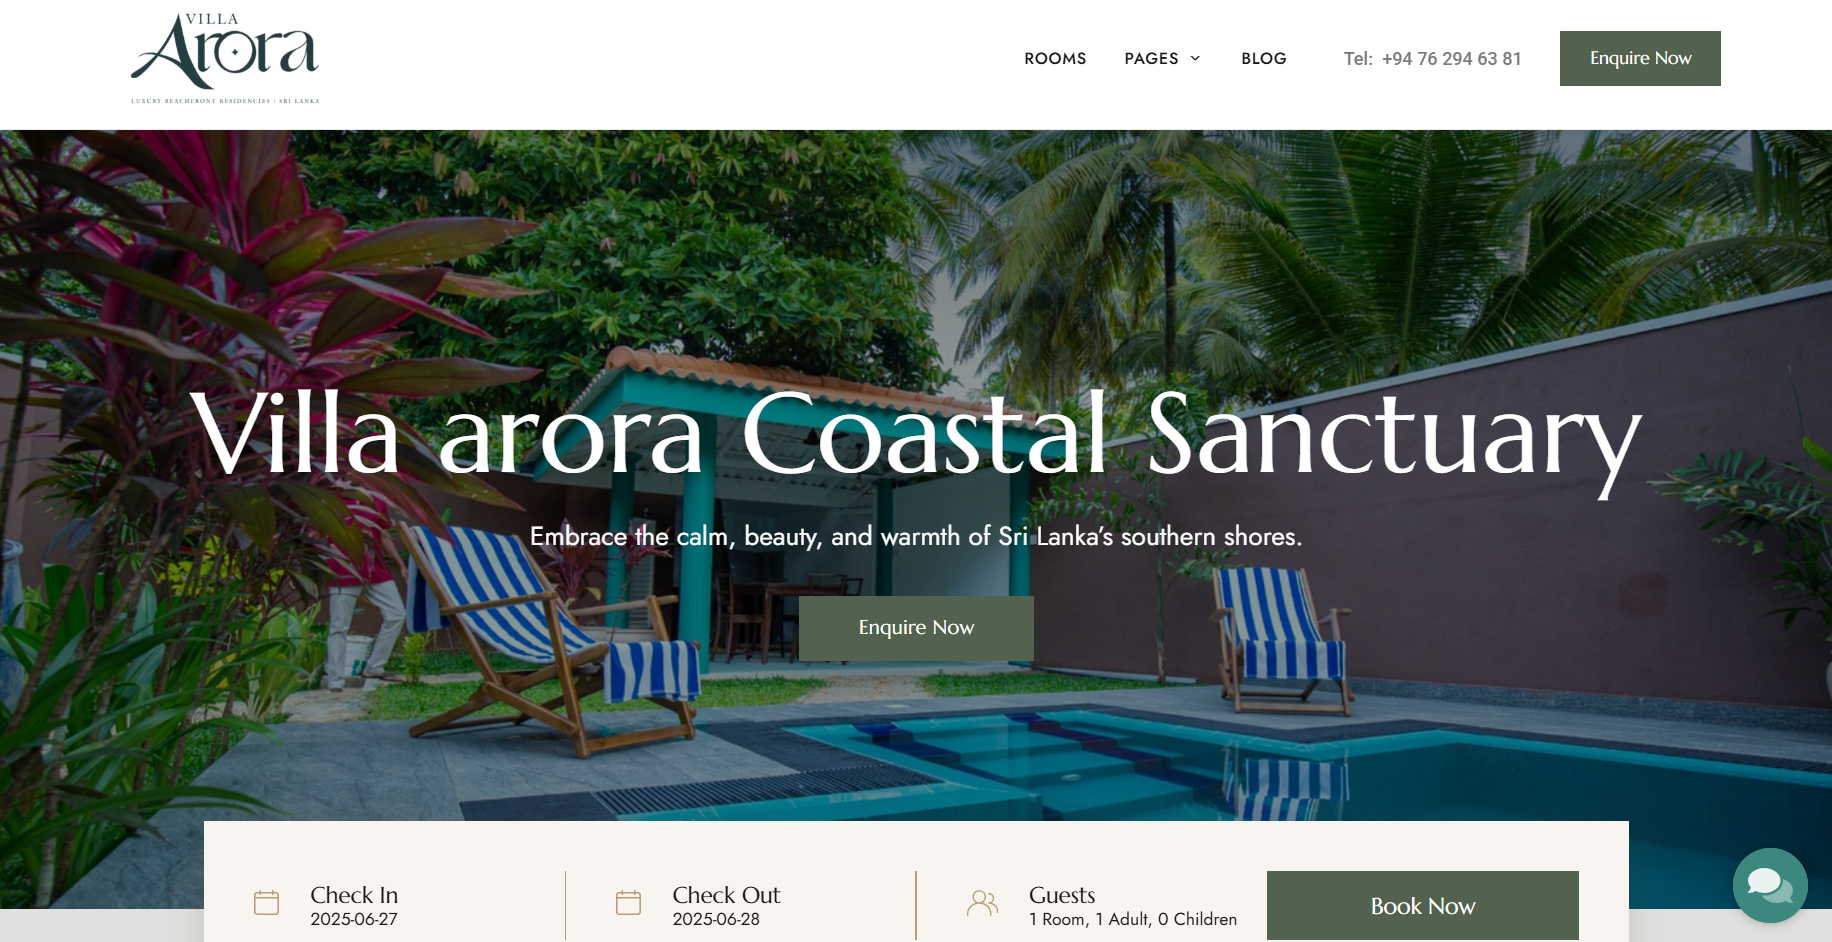 VILLA
Arora
LUXURY BEACHFRONT RESIDENCIES | SRI LANKA
ROOMS
PAGES
BLOG
Tel: +94 76 294 63 81
Enquire Now
Villa arora Coastal Sanctuary
Embrace the calm, beauty, and warmth of Sri Lanka’s southern shores.
Enquire Now
Check In
2025-06-27
Check Out
2025-06-28
Guests
1 Room, 1 Adult, 0 Children
Book Now